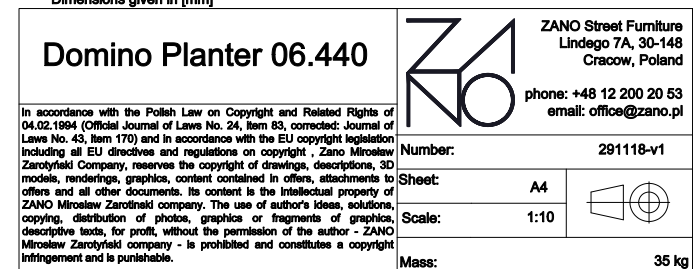 Dimensions given in [mm]
Domino Planter 06.440
ZANO
ZANO Street Furniture
Lindego 7A, 30-148
Cracow, Poland
phone: +48 12 200 20 53
email: office@zano.pl
In accordance with the Polish Law on Copyright and Related Rights of
04.02.1994 (Official Journal of Laws No. 24, item 83, corrected: Journal of
Laws No. 43, item 170) and in accordance with the EU copyright legislation
including all EU directives and regulations on copyright , Zano Mirosław
Zarotyński Company, reserves the copyright of drawings, descriptions, 3D
models, renderings, graphics, content contained in offers, attachments to
offers and all other documents. Its content is the intellectual property of
ZANO Mirosław Zarotinski company. The use of author's ideas, solutions,
copying, distribution of photos, graphics or fragments of graphics,
descriptive texts, for profit, without the permission of the author - ZANO
Mirosław Zarotyński company - is prohibited and constitutes a copyright
infringement and is punishable.
Number: 291118-v1
Sheet: A4
Scale: 1:10
Mass: 35 kg